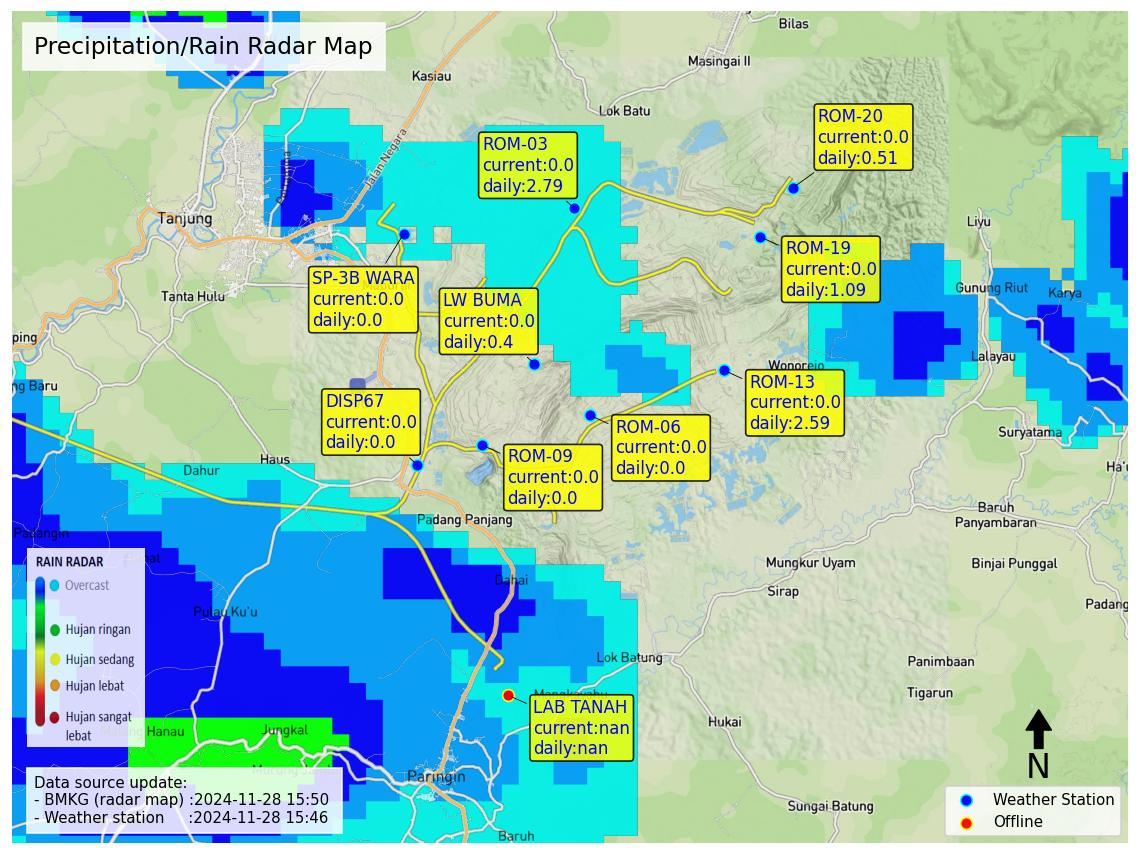 Precipitation/Rain Radar Map
Bilas
Masingai II
Kasiau
Lok Batu
Jalan Negara
Tanjung
Tanta Hulu
ROM-03
current:0.0
daily:2.79
ROM-20
current:0.0
daily:0.51
ROM-19
current:0.0
daily:1.09
SP-3B WARA
current:0.0
daily:0.0
LW BUMA
current:0.0
daily:0.4
Liyu
Gunung Riut
Karya
Lalayau
Wonorejo
ROM-13
current:0.0
daily:2.59
ping
ng Baru
DISP67
current:0.0
daily:0.0
ROM-06
current:0.0
daily:0.0
ROM-09
current:0.0
daily:0.0
Suryatama
Ha'u
Haus
Dahur
Padang Panjang
Baruh
Panyambaran
Padangin
Mungkur Uyam
Binjai Punggal
Sirap
Padang
Dahai
Pulau Ku'u
RAIN RADAR
Overcast
Hujan ringan
Hujan sedang
Hujan lebat
Hujan sangat
lebat
Lok Batung
Panimbaan
Tigarun
LAB TANAH
current:nan
daily:nan
Hukai
Hanau
Jungkal
Paringin
Sungai Batung
Baruh
Data source update:
- BMKG (radar map) :2024-11-28 15:50
- Weather station :2024-11-28 15:46
N
Weather Station
Offline